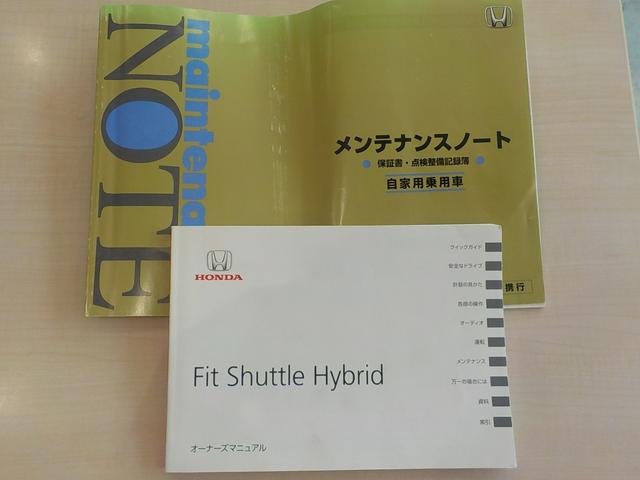 maintena
NOTE
メンテナンスノート
保証書・点検整備記録簿
自家用乗用車
携行
HONDA
Fit Shuttle Hybrid
オーナーズマニュアル
クイックガイド
安全なドライブ
計器の見かた
各部の操作
オーディオ
運転
メンテナンス
万一の場合には
資料
索引